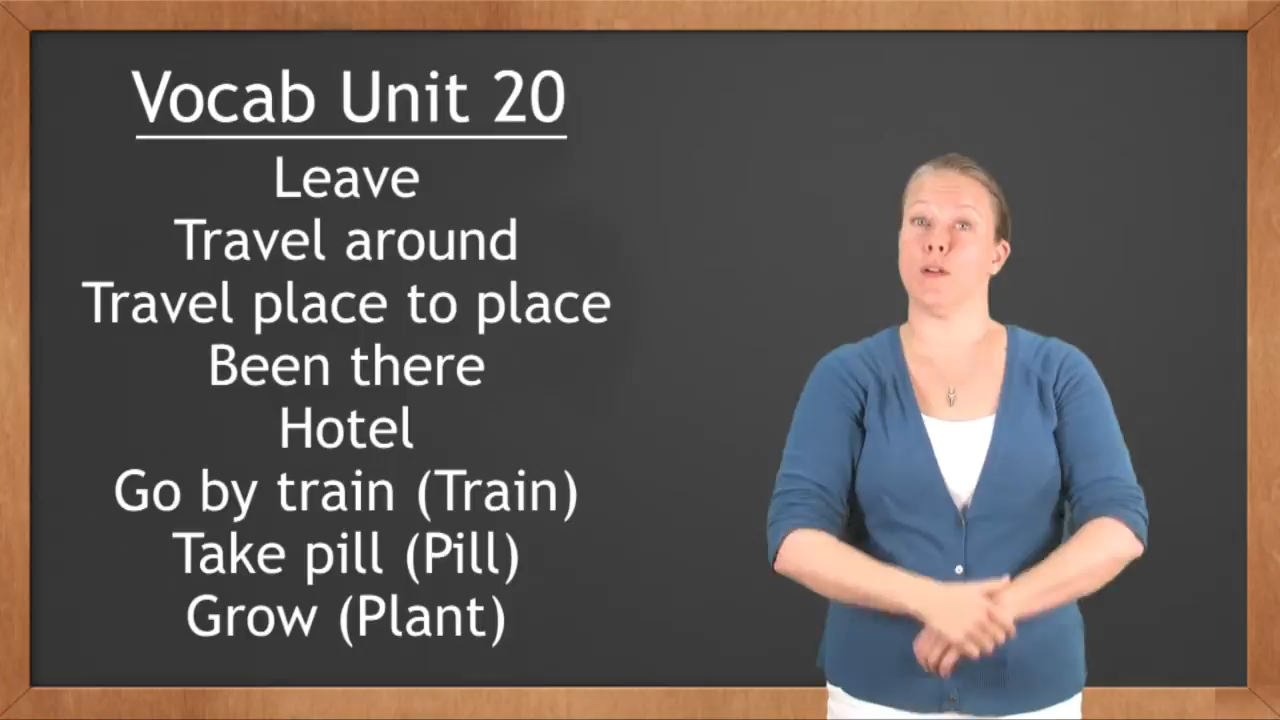 Vocab Unit 20
Leave
Travel around
Travel place to place
Been there
Hotel
Go by train (Train)
Take pill (Pill)
Grow (Plant)